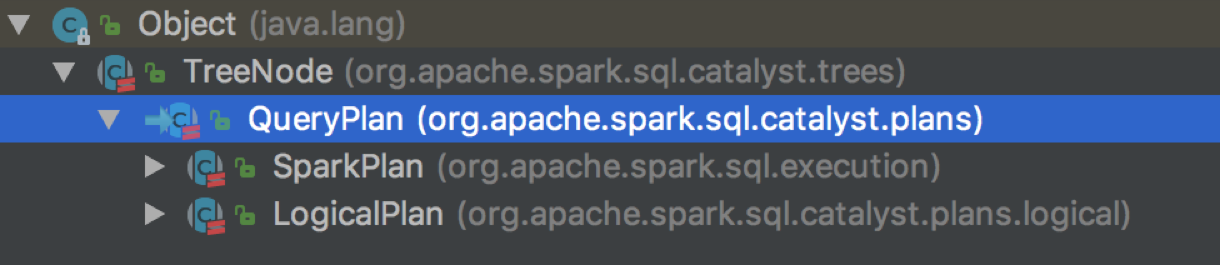 Object (java.lang)
TreeNode (org.apache.spark.sql.catalyst.trees)
QueryPlan (org.apache.spark.sql.catalyst.plans)
SparkPlan (org.apache.spark.sql.execution)
LogicalPlan (org.apache.spark.sql.catalyst.plans.logical)